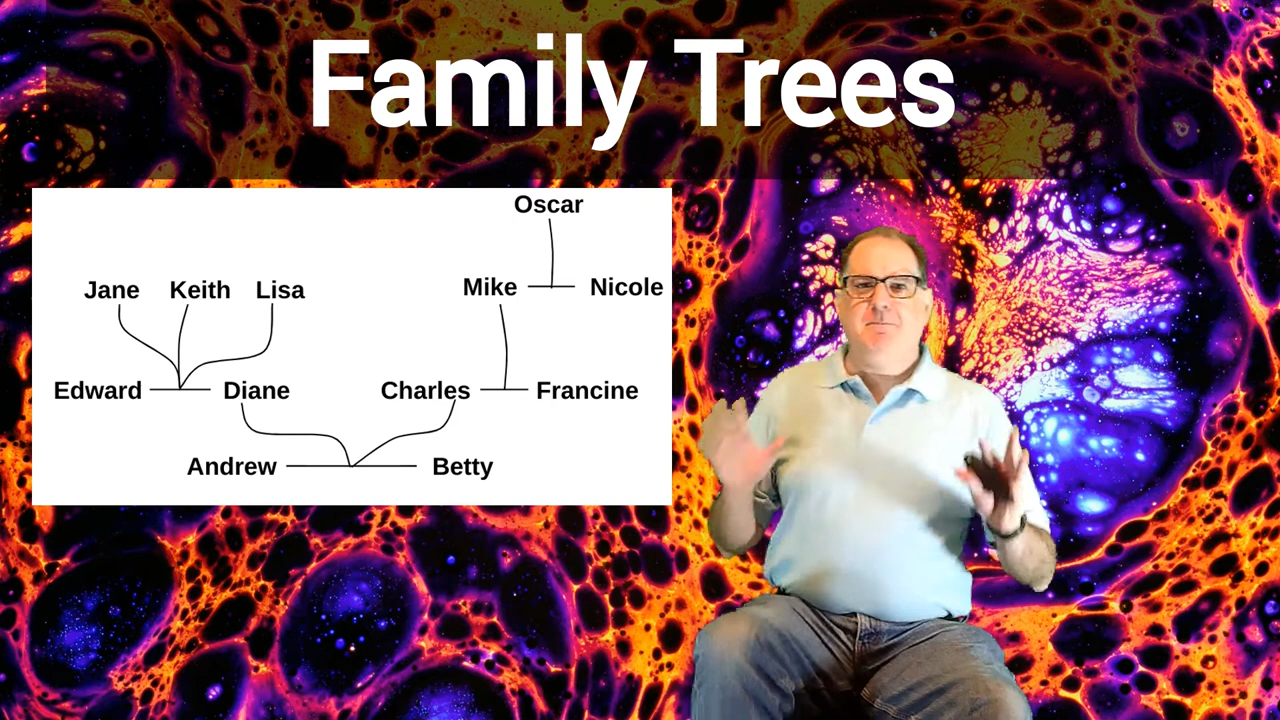 Family Trees
Oscar
Mike Nicole
Jane Keith Lisa
Edward Diane Charles Francine
Andrew Betty